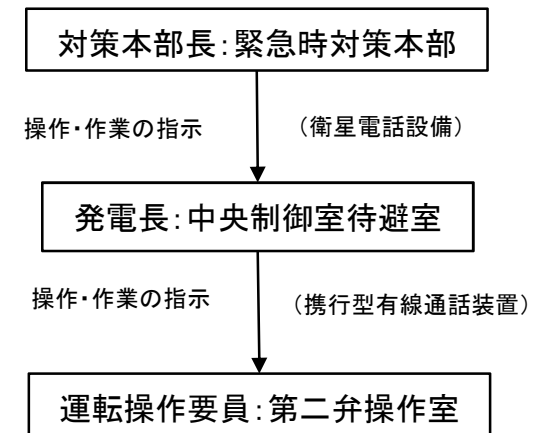 対策本部長：緊急時対策本部
操作・作業の指示 （衛星電話設備）
発電長：中央制御室待避室
操作・作業の指示 （携行型有線通話装置）
運転操作要員：第二弁操作室